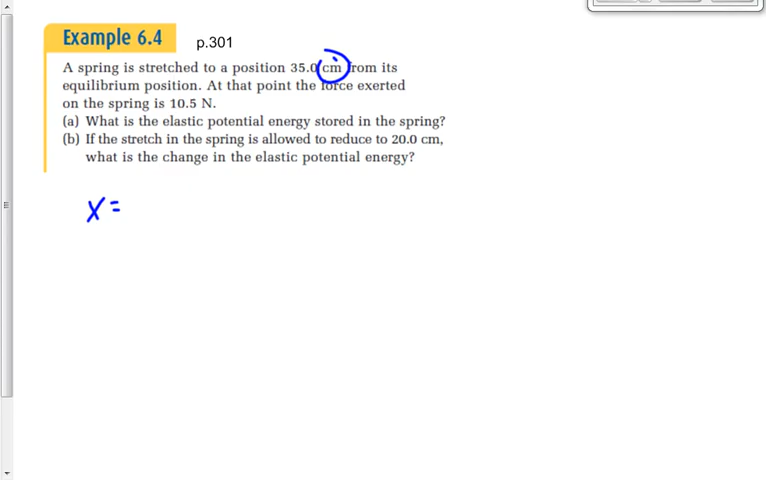 Example 6.4
p.301
A spring is stretched to a position 35.0 cm from its
equilibrium position. At that point the force exerted
on the spring is 10.5 N.
(a) What is the elastic potential energy stored in the spring?
(b) If the stretch in the spring is allowed to reduce to 20.0 cm,
what is the change in the elastic potential energy?
x =